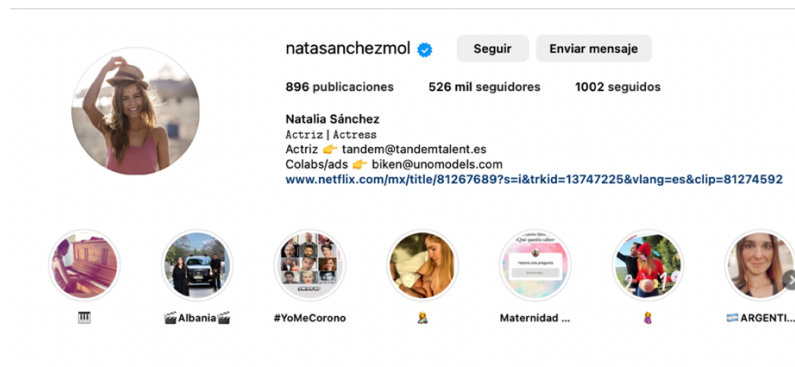 natasanchezmol
Seguir
Enviar mensaje
896 publicaciones 526 mil seguidores 1002 seguidos
Natalia Sánchez
Actriz | Actress
Actriz 👉 tandem@tandemtalent.es
Colabs/ads 👉 biken@unomodels.com
www.netflix.com/mx/title/81267689?s=i&trkid=13747225&vlang=es&clip=81274592
🎹 🎬Albania🎬 #YoMeCorono 🤱 Maternidad ... 🤰 🇦🇷ARGENTI...